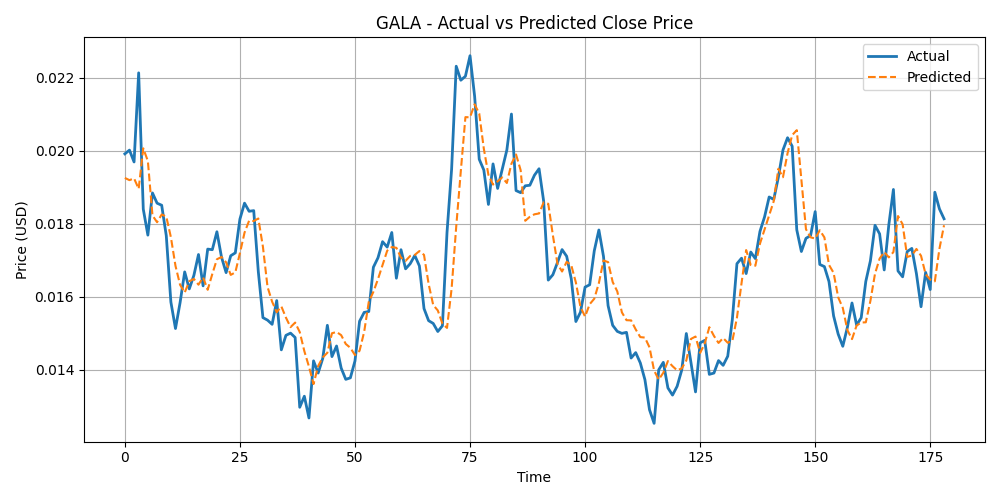 GALA - Actual vs Predicted Close Price
Actual
Predicted
Price (USD)
0.022
0.020
0.018
0.016
0.014
0 25 50 75 100 125 150 175
Time